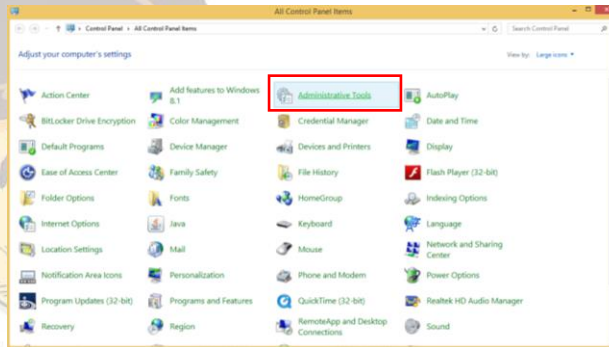 All Control Panel Items
Control Panel All Control Panel Items Search Control Panel
Adjust your computer's settings View by: Large icons
Action Center Add features to Windows 8.1 Administrative Tools AutoPlay
BitLocker Drive Encryption Color Management Credential Manager Date and Time
Default Programs Device Manager Devices and Printers Display
Ease of Access Center Family Safety File History Flash Player (32-bit)
Folder Options Fonts HomeGroup Indexing Options
Internet Options Java Keyboard Language
Location Settings Mail Mouse Network and Sharing Center
Notification Area Icons Personalization Phone and Modem Power Options
Program Updates (32-bit) Programs and Features QuickTime (32-bit) Realtek HD Audio Manager
Recovery Region RemoteApp and Desktop Connections Sound